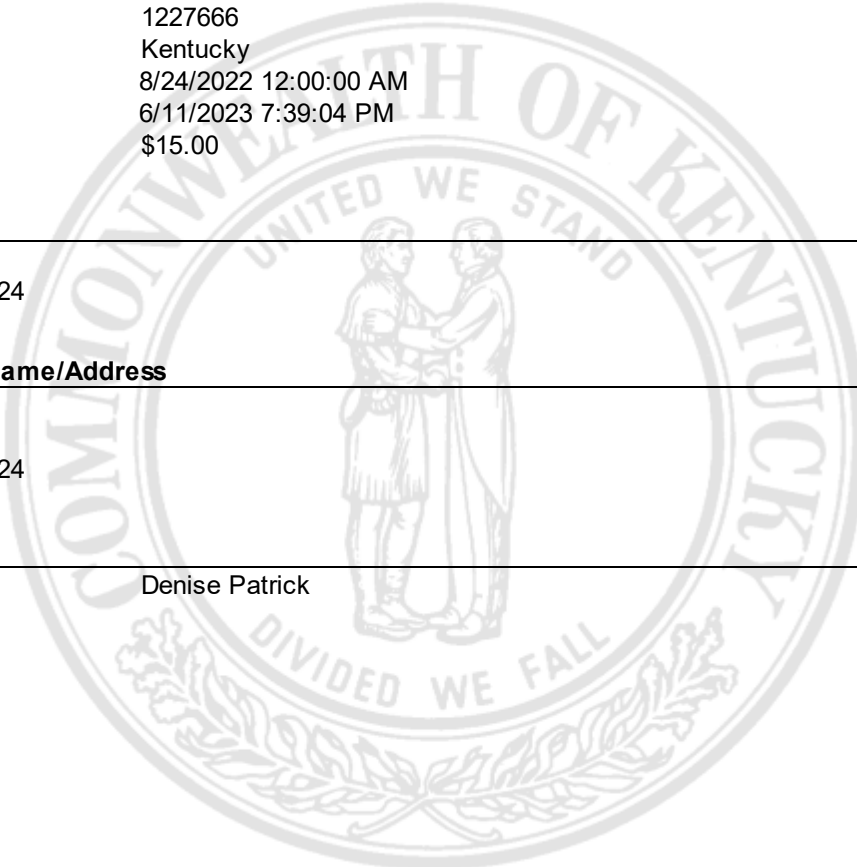 1227666
Kentucky
8/24/2022 12:00:00 AM
6/11/2023 7:39:04 PM
$15.00
COMMONWEALTH OF KENTUCKY
UNITED WE STAND
24
ame/Address
24
Denise Patrick
DIVIDED WE FALL